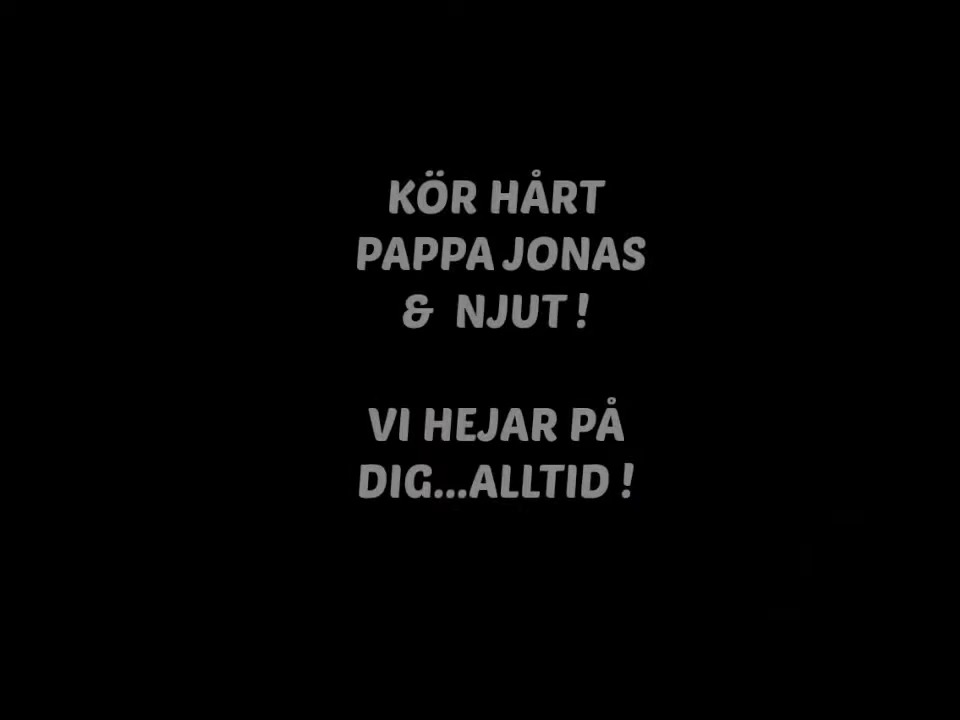 KÖR HÅRT
PAPPA JONAS
& NJUT !
VI HEJAR PÅ
DIG...ALLTID !